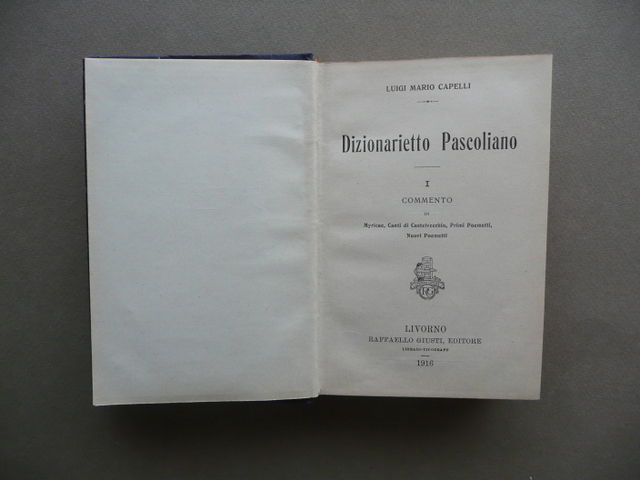 LUIGI MARIO CAPELLI
Dizionarietto Pascoliano
I
COMMENTO
DI
Myricae, Canti di Castelvecchio, Primi Poemetti,
Nuovi Poemetti
RG
LIVORNO
RAFFAELLO GIUSTI, EDITORE
LIBRAIO-TIPOGRAFO
1916